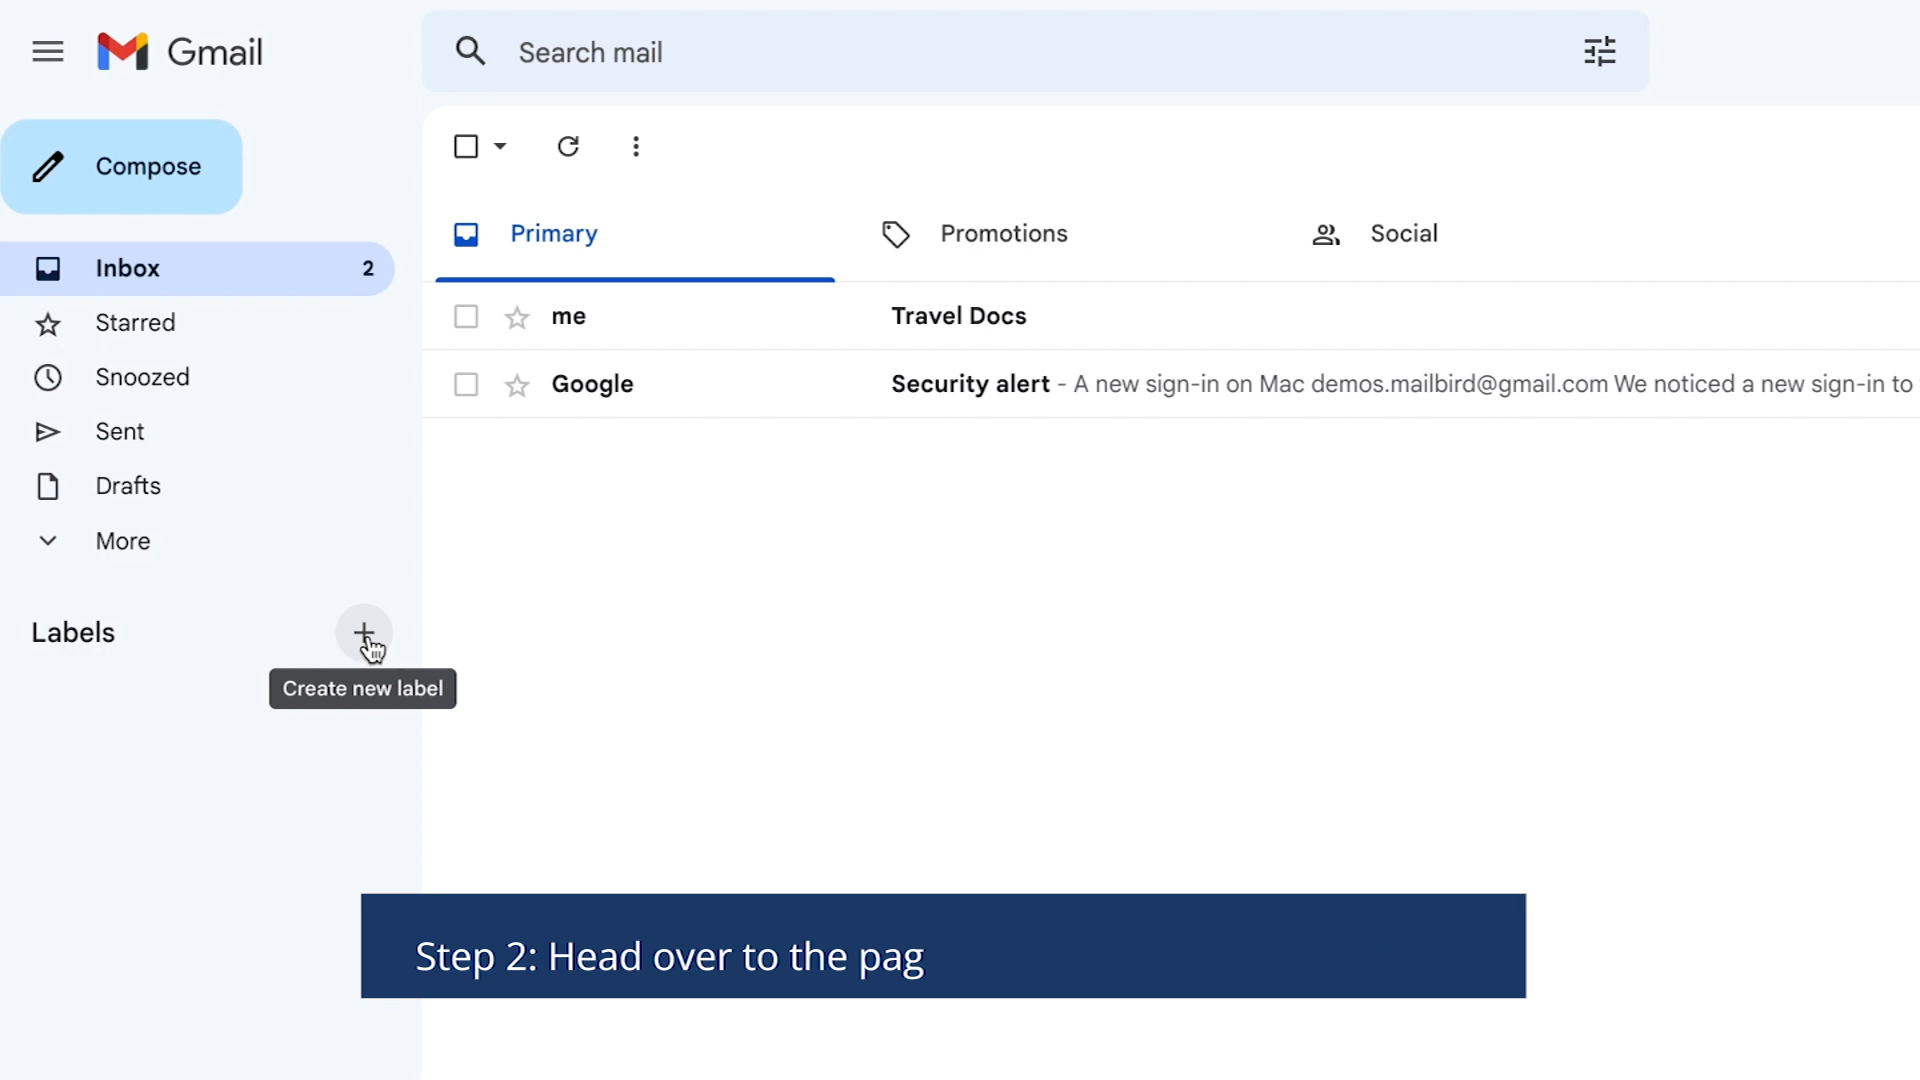 Gmail
Search mail
Compose
Primary
Promotions
Social
Inbox 2
Starred
Snoozed
Sent
Drafts
More
me Travel Docs
Google Security alert - A new sign-in on Mac demos.mailbird@gmail.com We noticed a new sign-in to
Labels
Create new label
Step 2: Head over to the pag